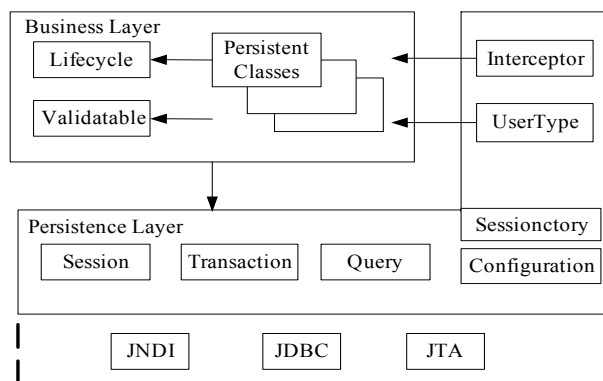 Business Layer
Lifecycle
Persistent
Classes
Interceptor
Validatable
UserType
Persistence Layer
Sessionctory
Session
Transaction
Query
Configuration
JNDI
JDBC
JTA